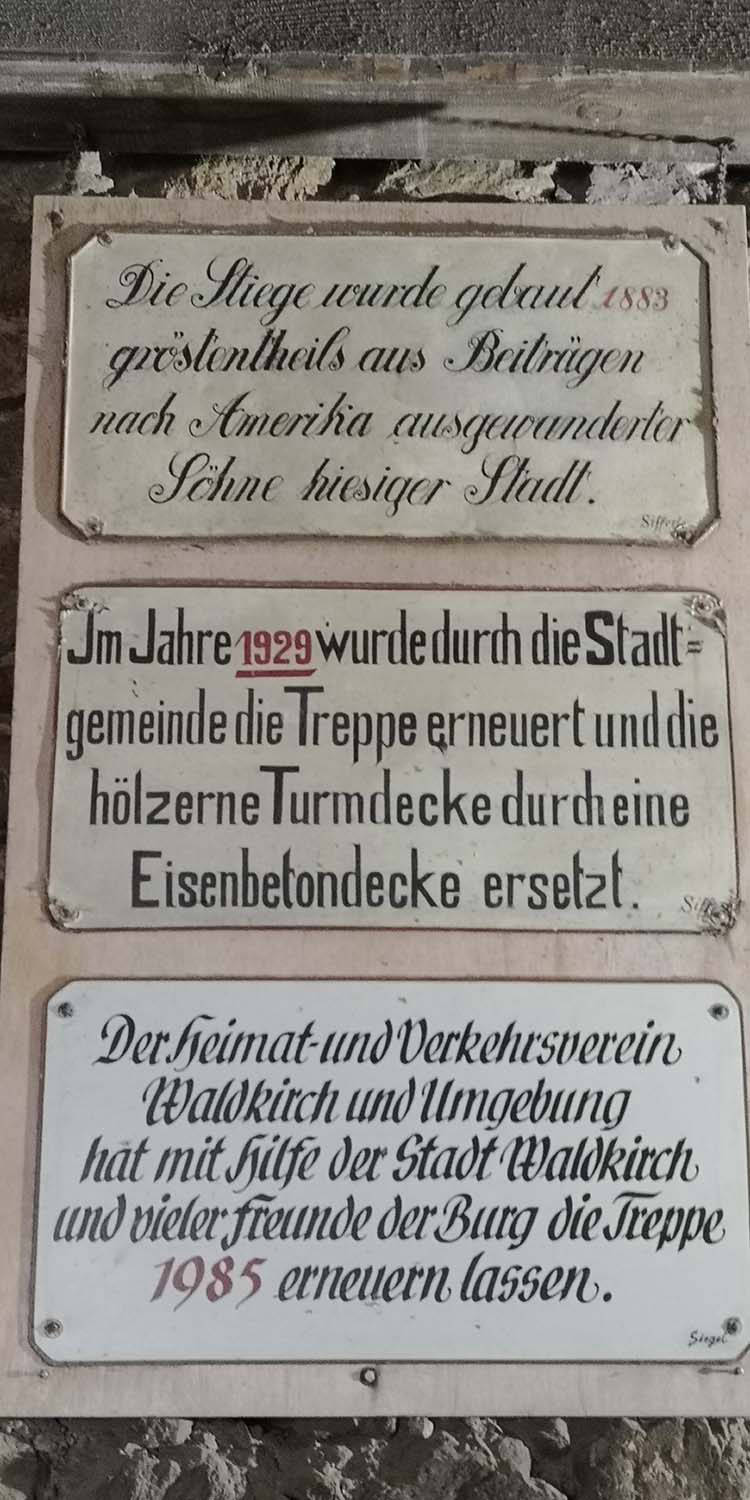 Die Stiege wurde gebaut 1883
gröstentheils aus Beiträgen
nach Amerika ausgewanderter
Söhne hiesiger Stadt.
Im Jahre 1929 wurde durch die Stadt=
gemeinde die Treppe erneuert und die
hölzerne Turmdecke durch eine
Eisenbetondecke ersetzt.
Der Heimat- und Verkehrsverein
Waldkirch und Umgebung
hat mit Hilfe der Stadt Waldkirch
und vieler Freunde der Burg die Treppe
1985 erneuern lassen.
Siegel